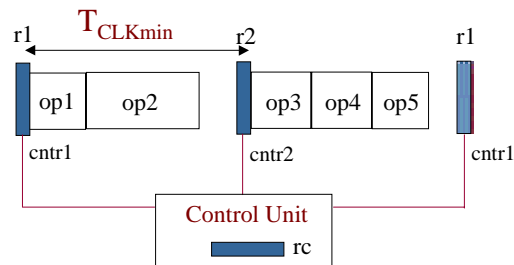 T_CLKmin
r1 r2 r1
op1 op2 op3 op4 op5
cntr1 cntr2 cntr1
Control Unit
rc